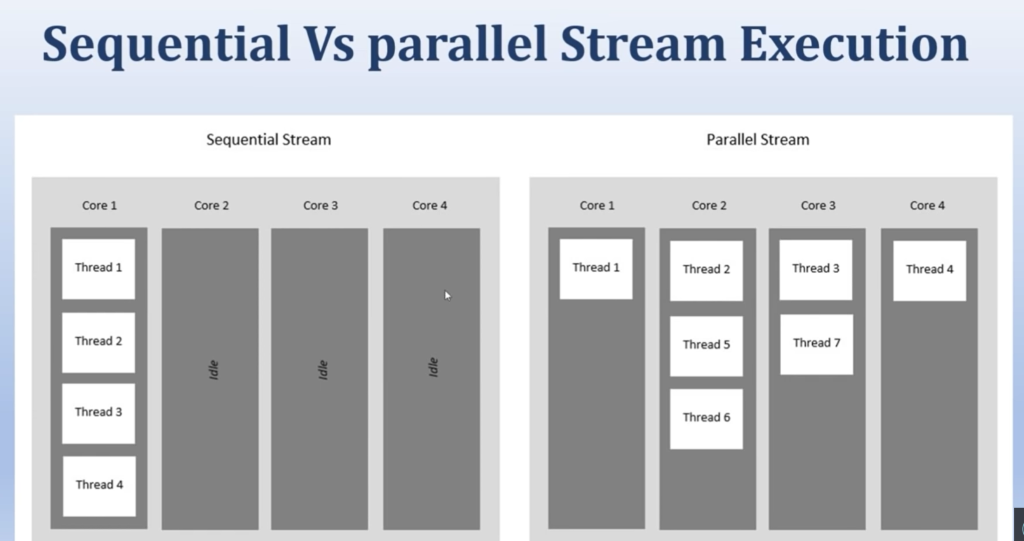 Sequential Vs parallel Stream Execution
Sequential Stream
Core 1
Core 2
Core 3
Core 4
Thread 1
Thread 2
Thread 3
Thread 4
Idle
Idle
Idle
Parallel Stream
Core 1
Core 2
Core 3
Core 4
Thread 1
Thread 2
Thread 5
Thread 6
Thread 3
Thread 7
Thread 4